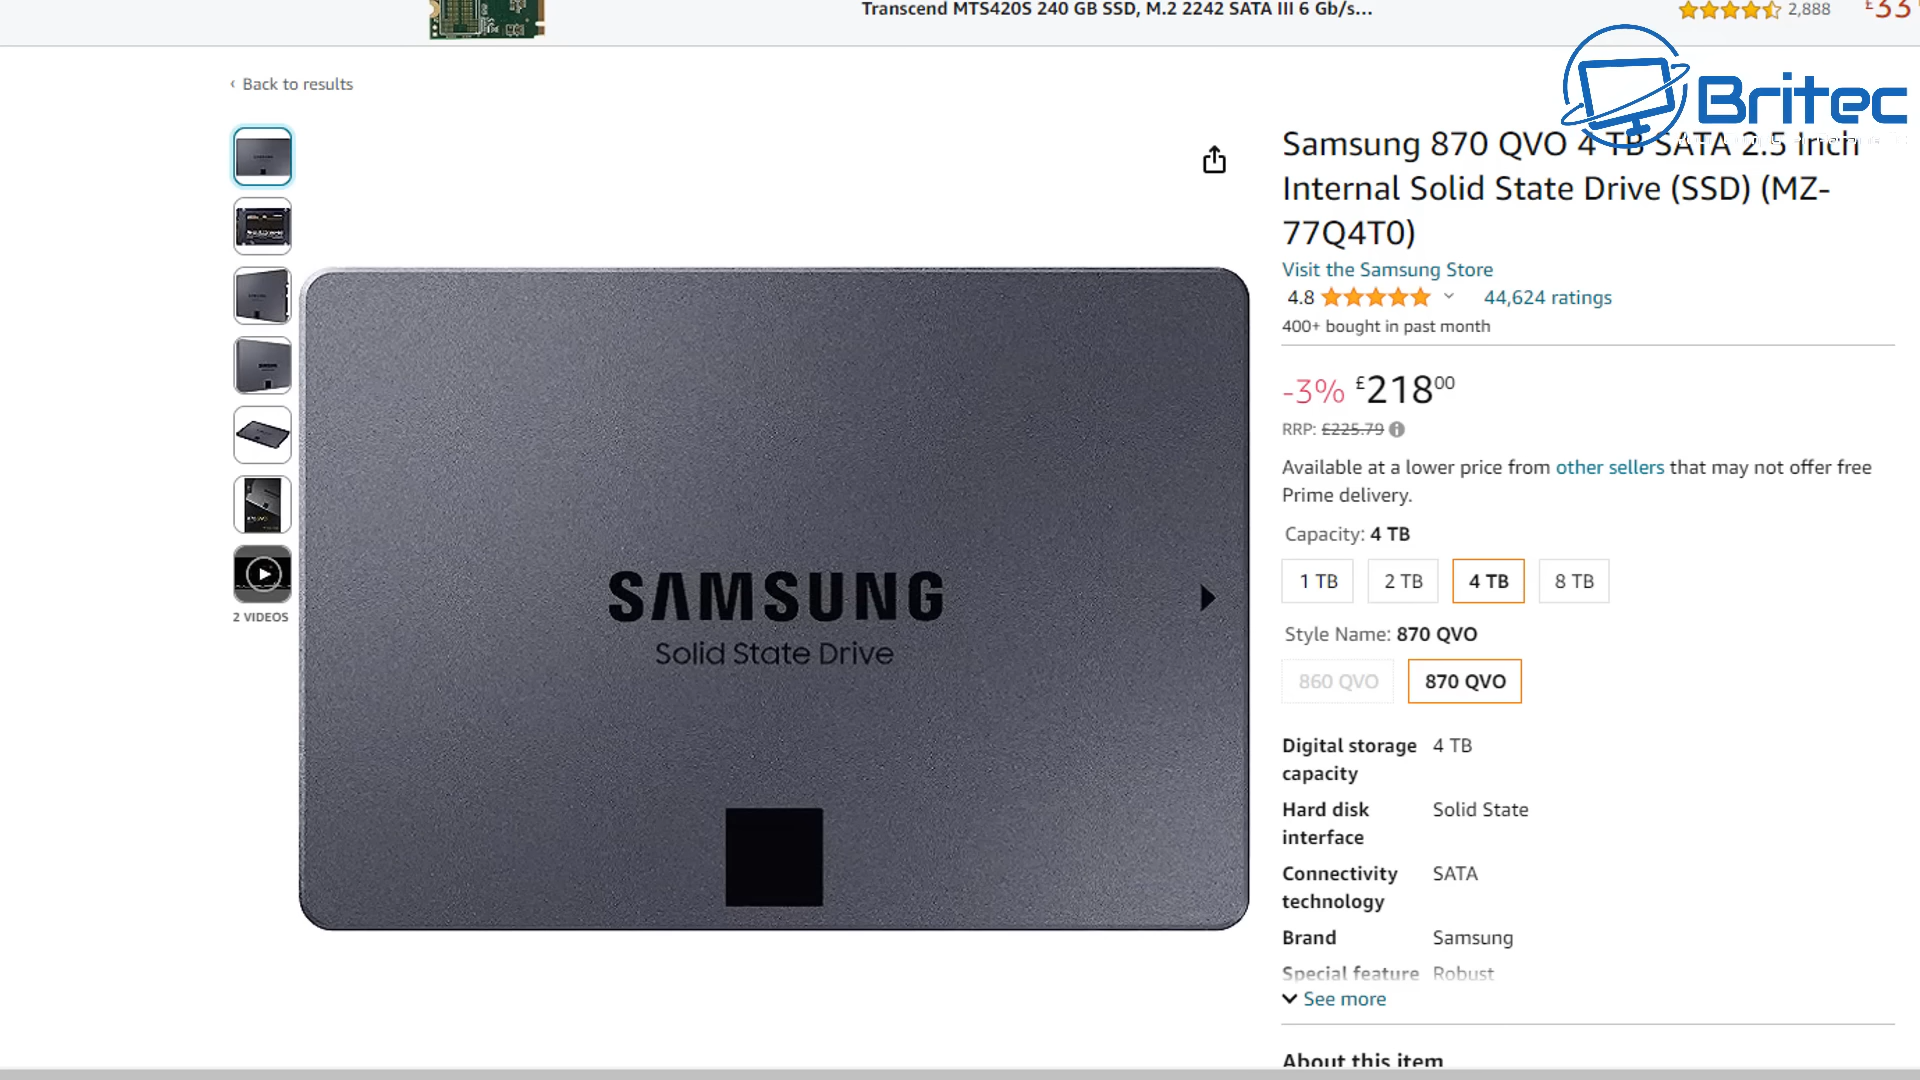 Transcend MTS420S 240 GB SSD, M.2 2242 SATA III 6 Gb/s...
2,888
£33
Britec
‹ Back to results
Samsung 870 QVO 4 TB SATA 2.5 Inch
Internal Solid State Drive (SSD) (MZ-
77Q4T0)
Visit the Samsung Store
4.8 44,624 ratings
400+ bought in past month
-3% £21800
RRP: £225.79
Available at a lower price from other sellers that may not offer free
Prime delivery.
Capacity: 4 TB
1 TB 2 TB 4 TB 8 TB
Style Name: 870 QVO
860 QVO 870 QVO
Digital storage 4 TB
capacity
Hard disk Solid State
interface
Connectivity SATA
technology
Brand Samsung
Special feature Robust
See more
About this item
2 VIDEOS
SAMSUNG
Solid State Drive